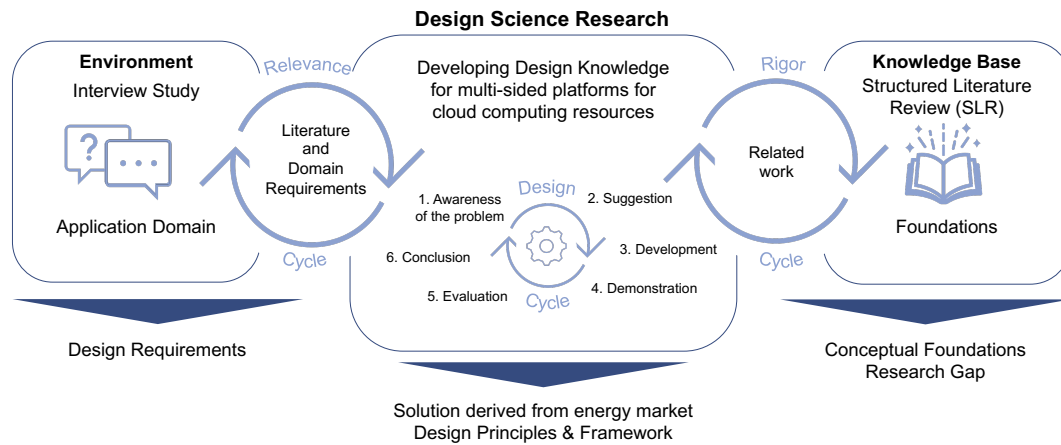 Design Science Research
Environment
Interview Study
?
Application Domain
Relevance
Literature
and
Domain
Requirements
Cycle
Developing Design Knowledge
for multi-sided platforms for
cloud computing resources
Design
1. Awareness
of the problem
2. Suggestion
3. Development
4. Demonstration
5. Evaluation
6. Conclusion
Cycle
Rigor
Related
work
Cycle
Knowledge Base
Structured Literature
Review (SLR)
Foundations
Design Requirements
Solution derived from energy market
Design Principles & Framework
Conceptual Foundations
Research Gap